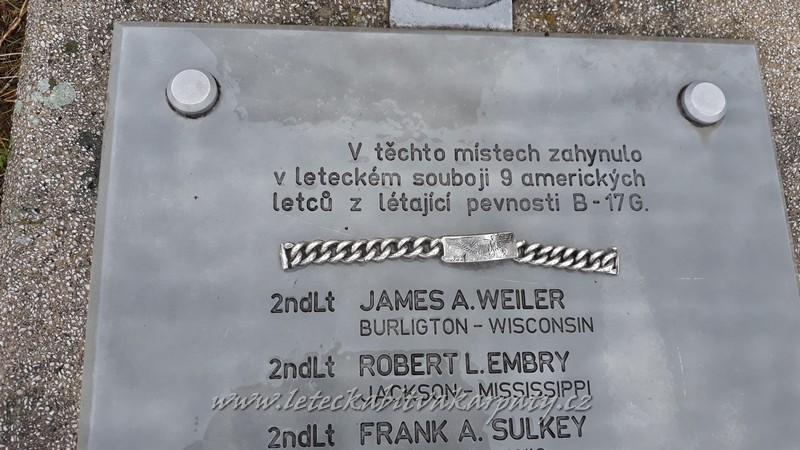 V těchto místech zahynulo
v leteckém souboji 9 amerických
letců z létající pevnosti B-17G.
2ndLt JAMES A. WEILER
BURLIGTON - WISCONSIN
2ndLt ROBERT L. EMBRY
JACKSON - MISSISSIPPI
www.leteckabitvakarpaty.cz
2ndLt FRANK A. SULKEY